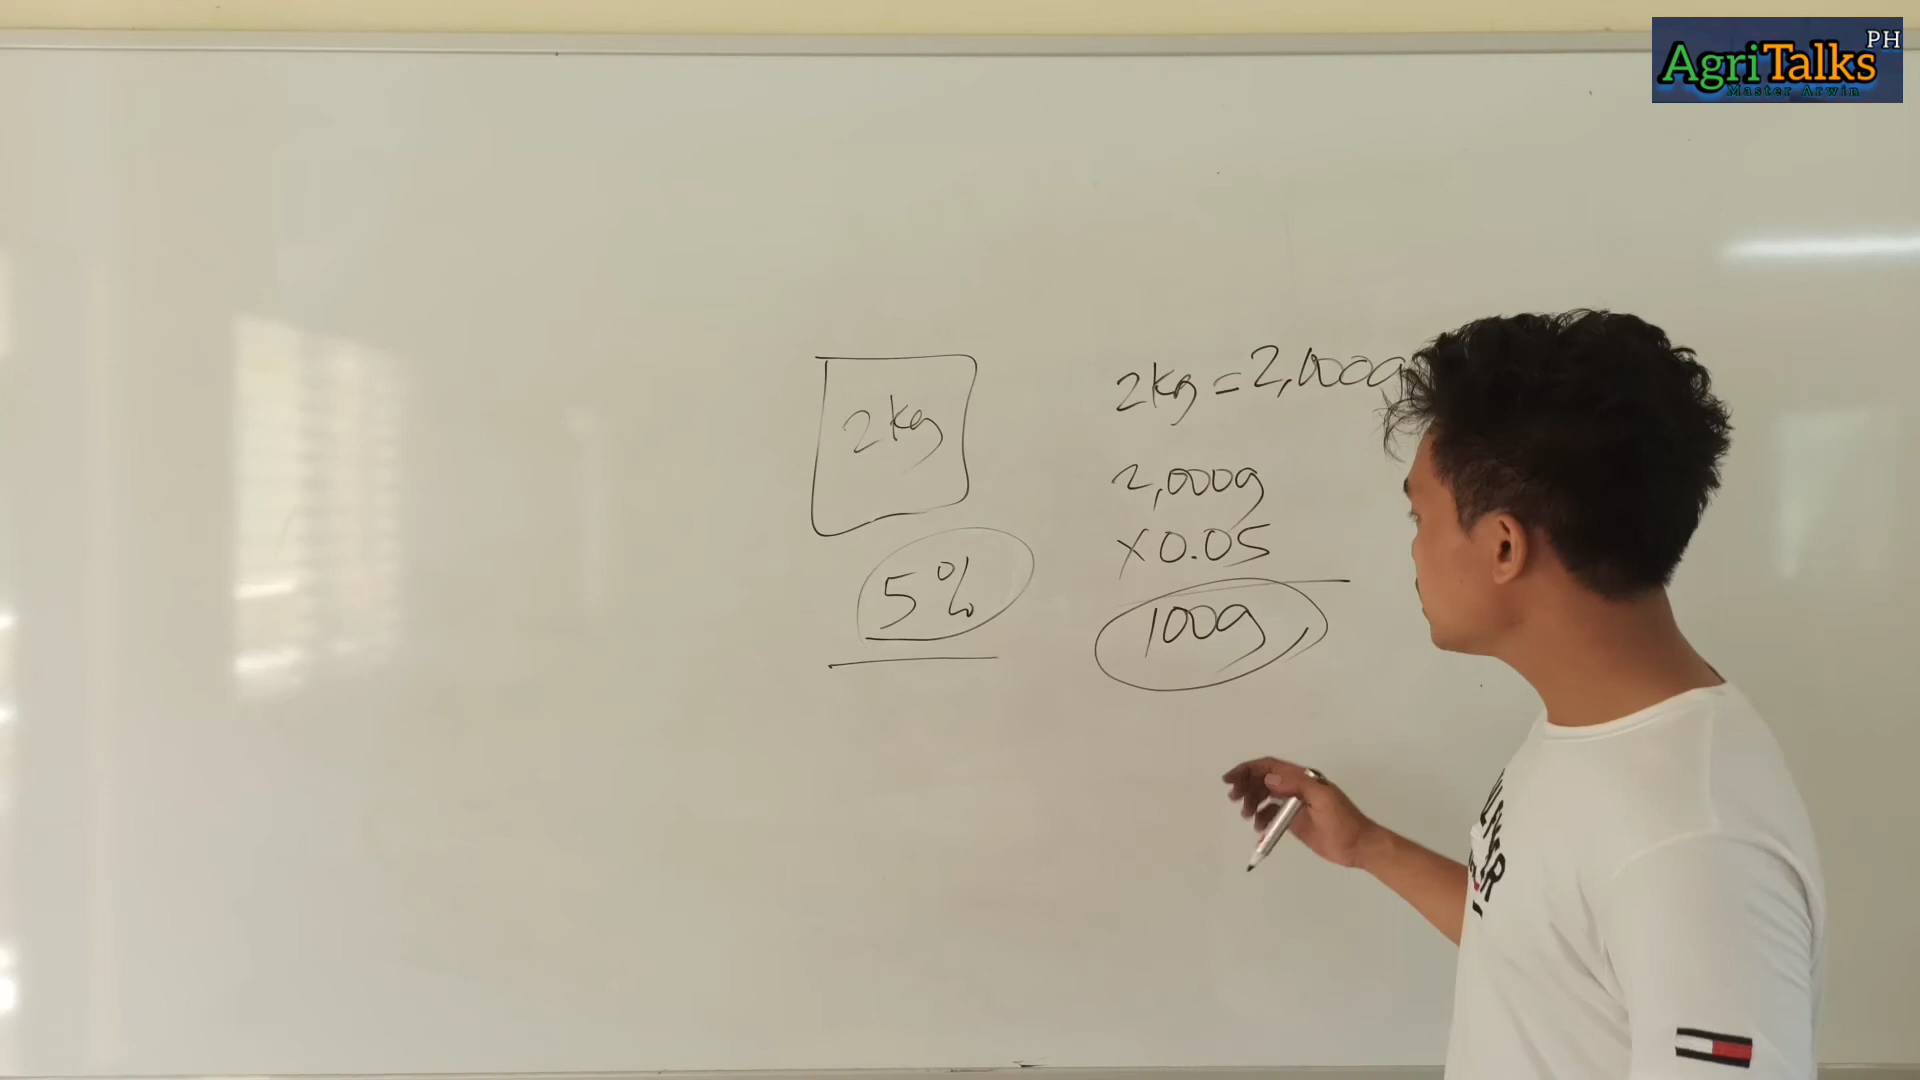 AgriTalks PH
Master Arwin
2kg
5%
2kg = 2,000g
2,000g
x 0.05
100g